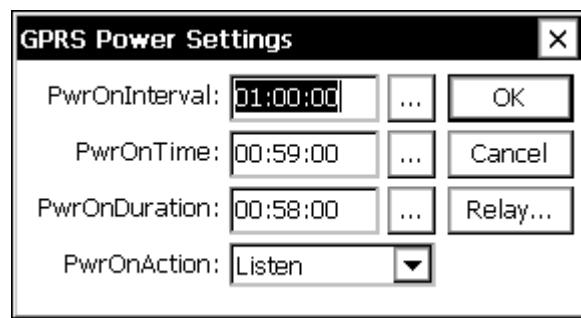 GPRS Power Settings
PwrOnInterval: 01:00:00 ... OK
PwrOnTime: 00:59:00 ... Cancel
PwrOnDuration: 00:58:00 ... Relay...
PwrOnAction: Listen